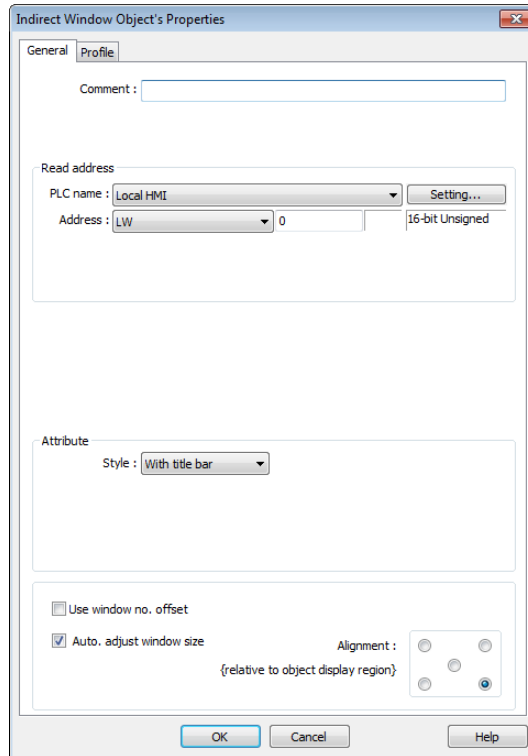 Indirect Window Object's Properties
General Profile
Comment :
Read address
PLC name : Local HMI Setting...
Address : LW 0 16-bit Unsigned
Attribute
Style : With title bar
Use window no. offset
Auto. adjust window size Alignment :
{relative to object display region}
OK Cancel Help